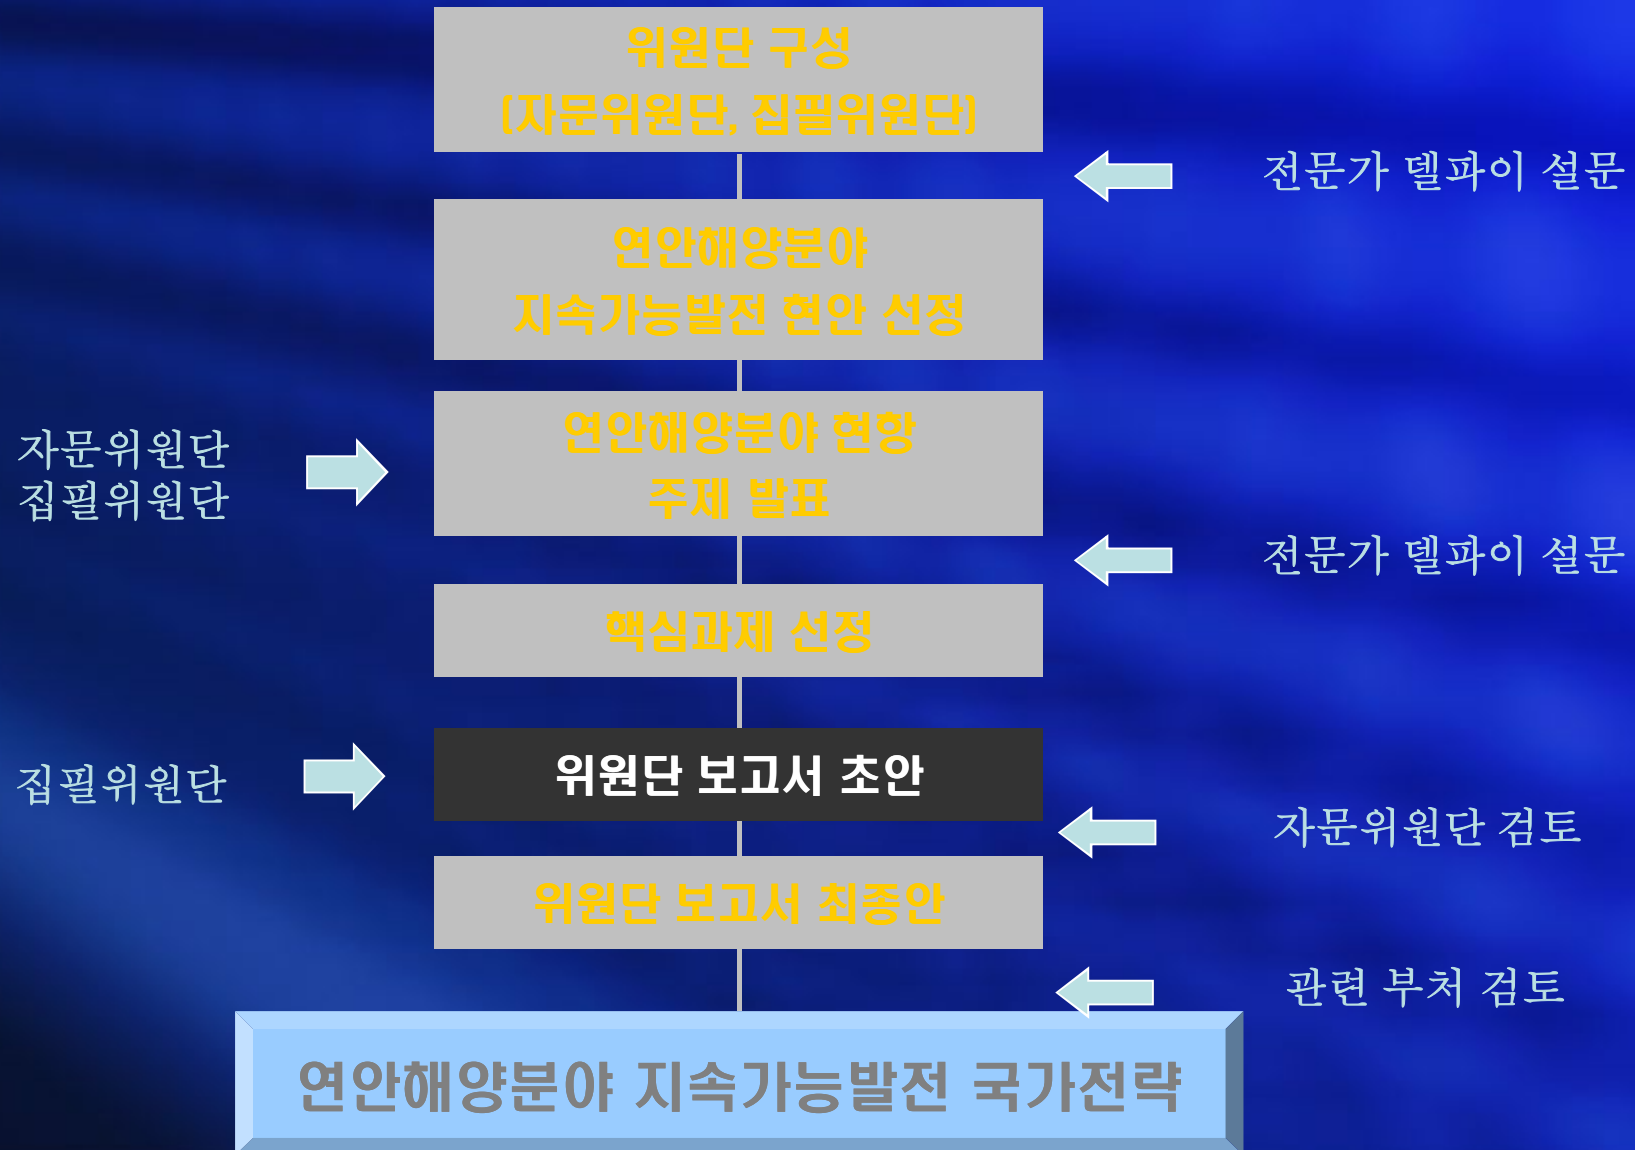 위원단 구성
(자문위원단, 집필위원단)
전문가 델파이 설문
연안해양분야
지속가능발전 현안 선정
자문위원단
집필위원단
연안해양분야 현항
주제 발표
전문가 델파이 설문
핵심과제 선정
집필위원단
위원단 보고서 초안
자문위원단 검토
위원단 보고서 최종안
관련 부처 검토
연안해양분야 지속가능발전 국가전략